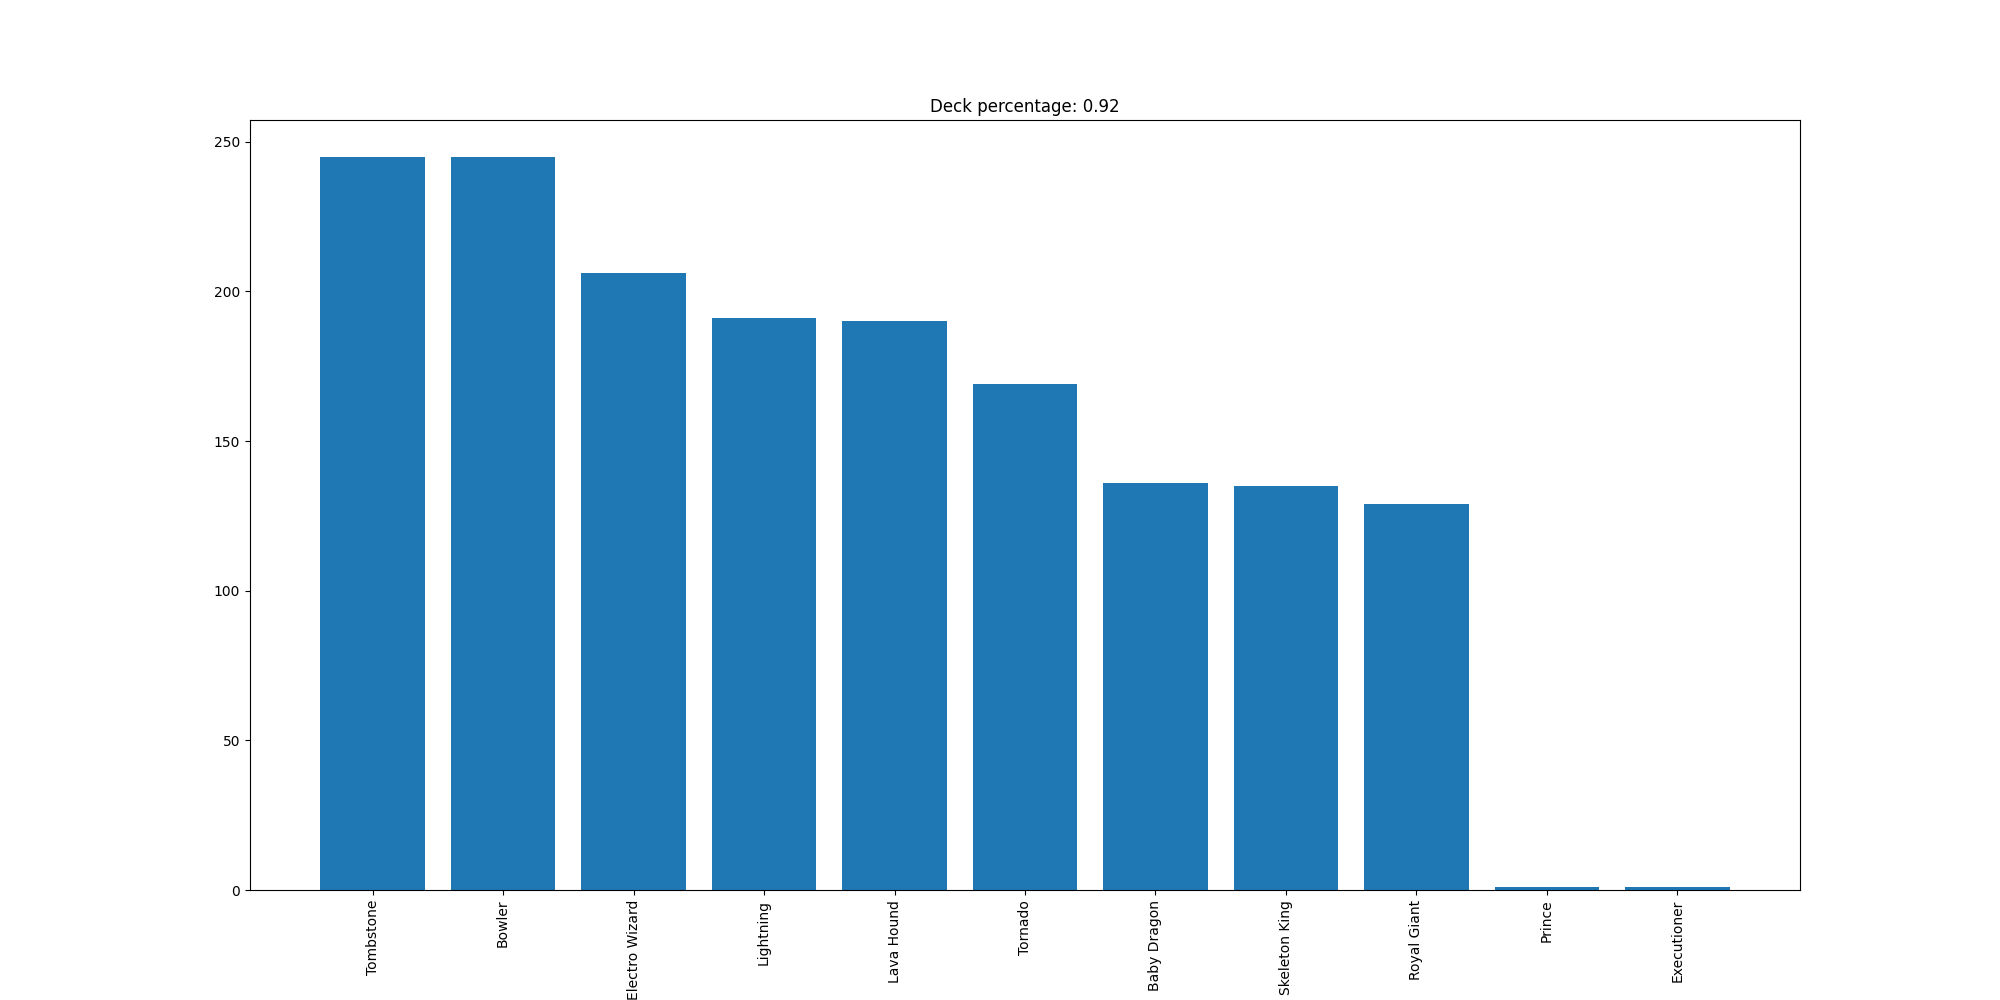 Deck percentage: 0.92
250
200
150
100
50
0
Tombstone
Bowler
Electro Wizard
Lightning
Lava Hound
Tornado
Baby Dragon
Skeleton King
Royal Giant
Prince
Executioner